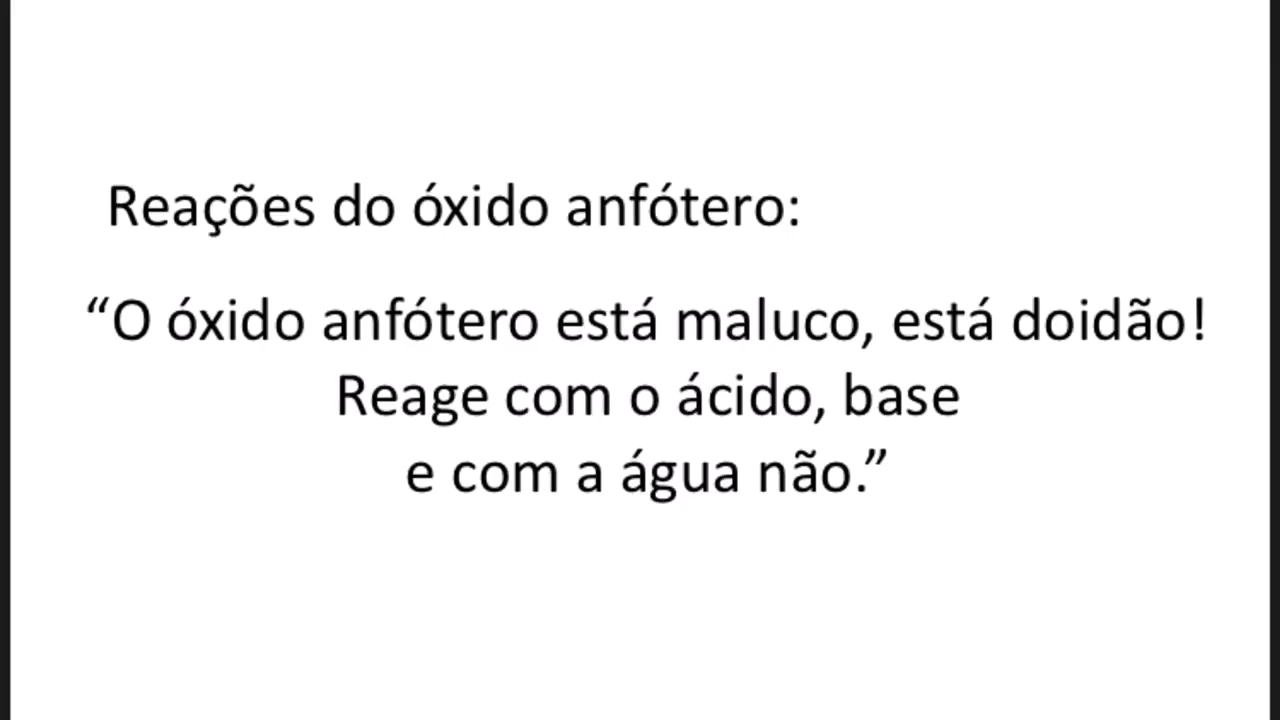 Reações do óxido anfótero:
“O óxido anfótero está maluco, está doidão!
Reage com o ácido, base
e com a água não.”